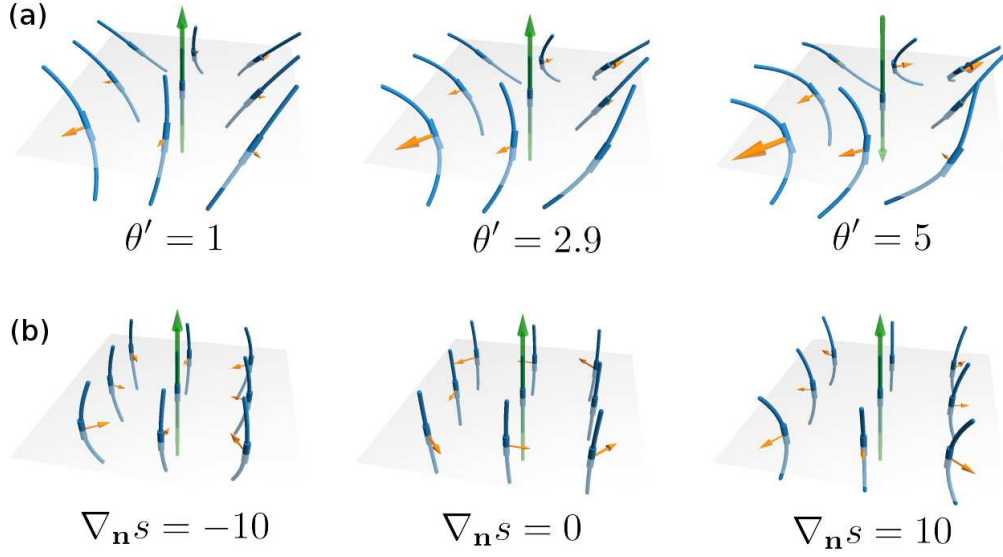 (a)
θ′ = 1
θ′ = 2.9
θ′ = 5
(b)
∇ₙs = −10
∇ₙs = 0
∇ₙs = 10